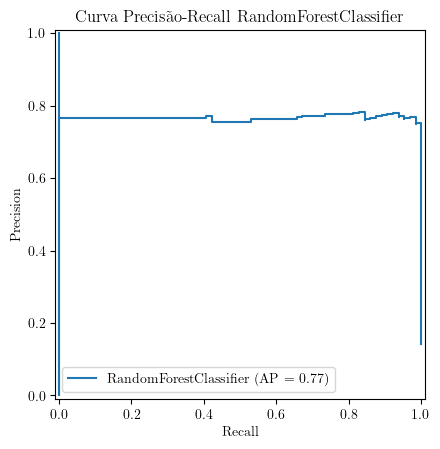 Curva Precisão-Recall RandomForestClassifier
1.0
0.8
0.6
0.4
0.2
0.0
Precision
RandomForestClassifier (AP = 0.77)
0.0 0.2 0.4 0.6 0.8 1.0
Recall